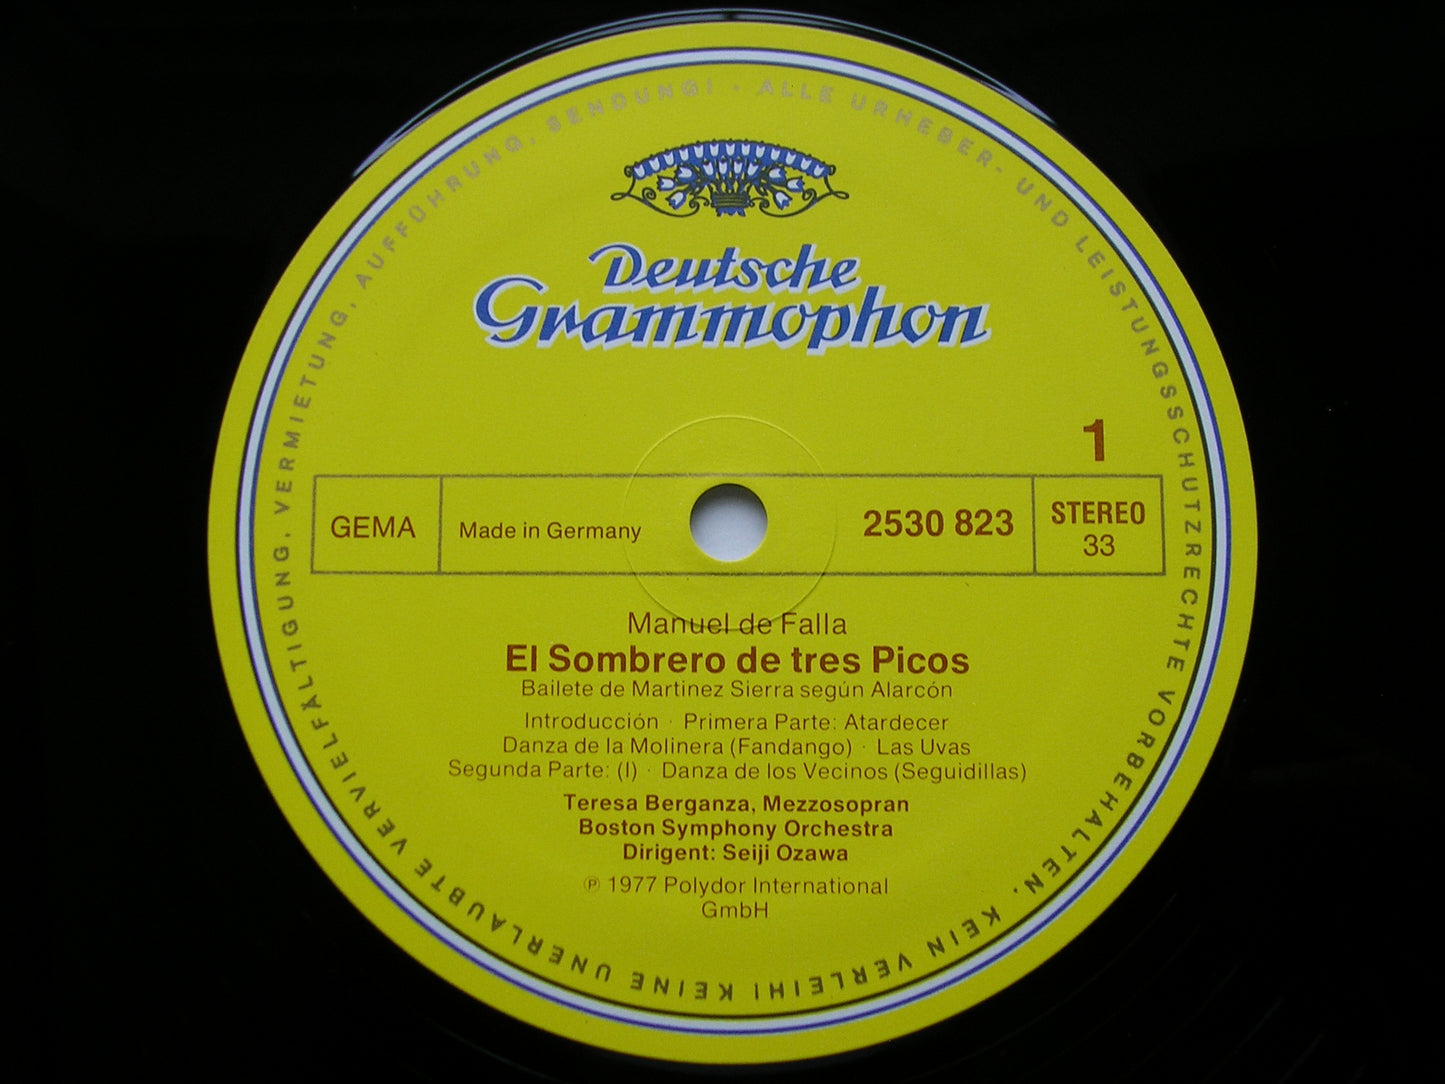 Deutsche
Grammophon
1
GEMA
Made in Germany
2530 823
STEREO
33
Manuel de Falla
El Sombrero de tres Picos
Bailete de Martinez Sierra según Alarcón
Introducción · Primera Parte: Atardecer
Danza de la Molinera (Fandango) · Las Uvas
Segunda Parte: (I) · Danza de los Vecinos (Seguidillas)
Teresa Berganza, Mezzosopran
Boston Symphony Orchestra
Dirigent: Seiji Ozawa
℗ 1977 Polydor International
GmbH
· ALLE URHEBER- UND LEISTUNGSSCHUTZRECHTE VORBEHALTEN. KEIN VERLEIH! KEINE UNERLAUBTE VERVIELFÄLTIGUNG, VERMIETUNG, AUFFÜHRUNG, SENDUNG!